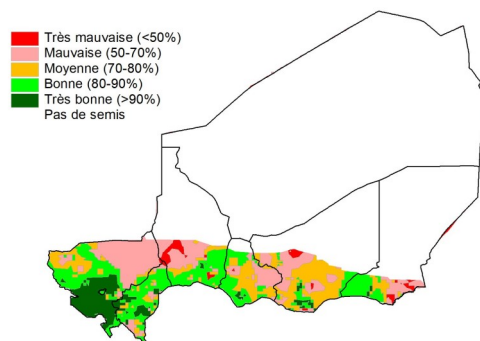 Très mauvaise (<50%)
Mauvaise (50-70%)
Moyenne (70-80%)
Bonne (80-90%)
Très bonne (>90%)
Pas de semis